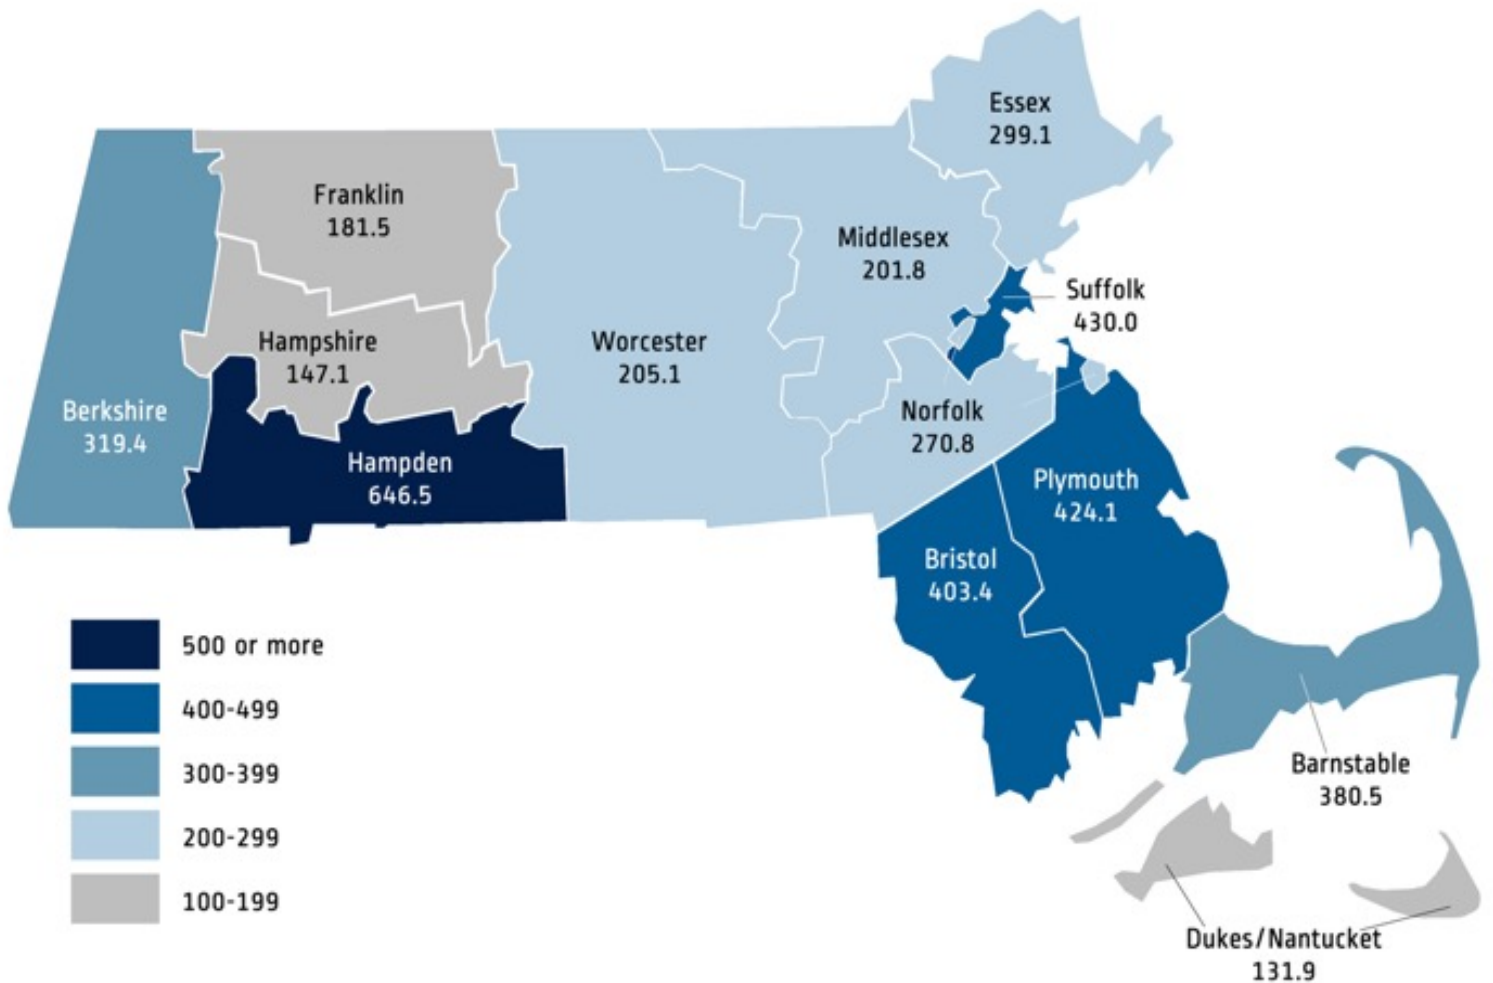 Essex
299.1
Franklin
181.5
Middlesex
201.8
Suffolk
430.0
Hampshire
147.1
Worcester
205.1
Berkshire
319.4
Norfolk
270.8
Hampden
646.5
Plymouth
424.1
Bristol
403.4
500 or more
400-499
300-399
200-299
100-199
Barnstable
380.5
Dukes/Nantucket
131.9